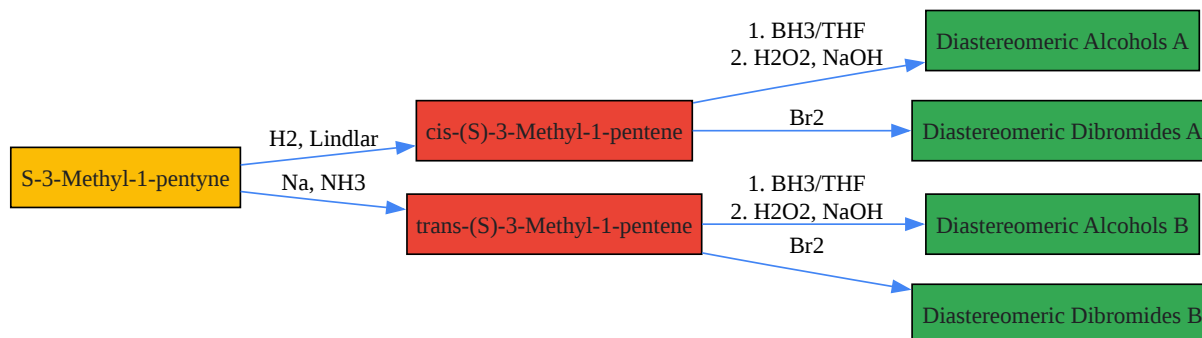 S-3-Methyl-1-pentyne
H2, Lindlar
Na, NH3
cis-(S)-3-Methyl-1-pentene
trans-(S)-3-Methyl-1-pentene
1. BH3/THF
2. H2O2, NaOH
Br2
1. BH3/THF
2. H2O2, NaOH
Br2
Diastereomeric Alcohols A
Diastereomeric Dibromides A
Diastereomeric Alcohols B
Diastereomeric Dibromides B